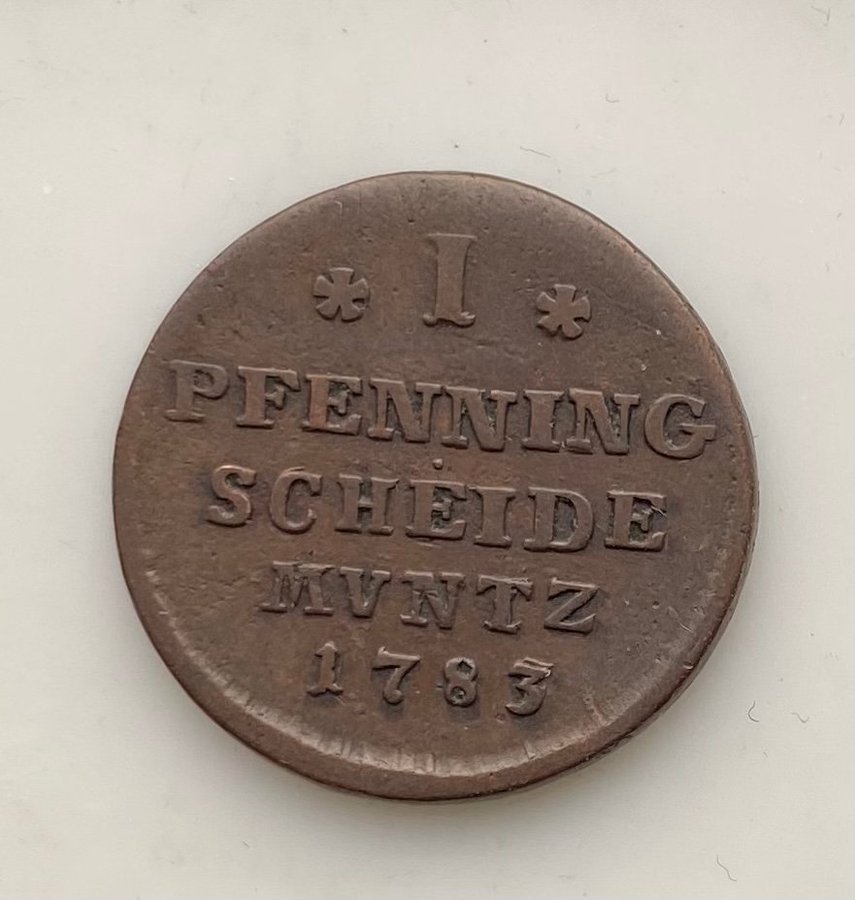 * I *
PFENNING
SCHEIDE
MVNTZ
1783